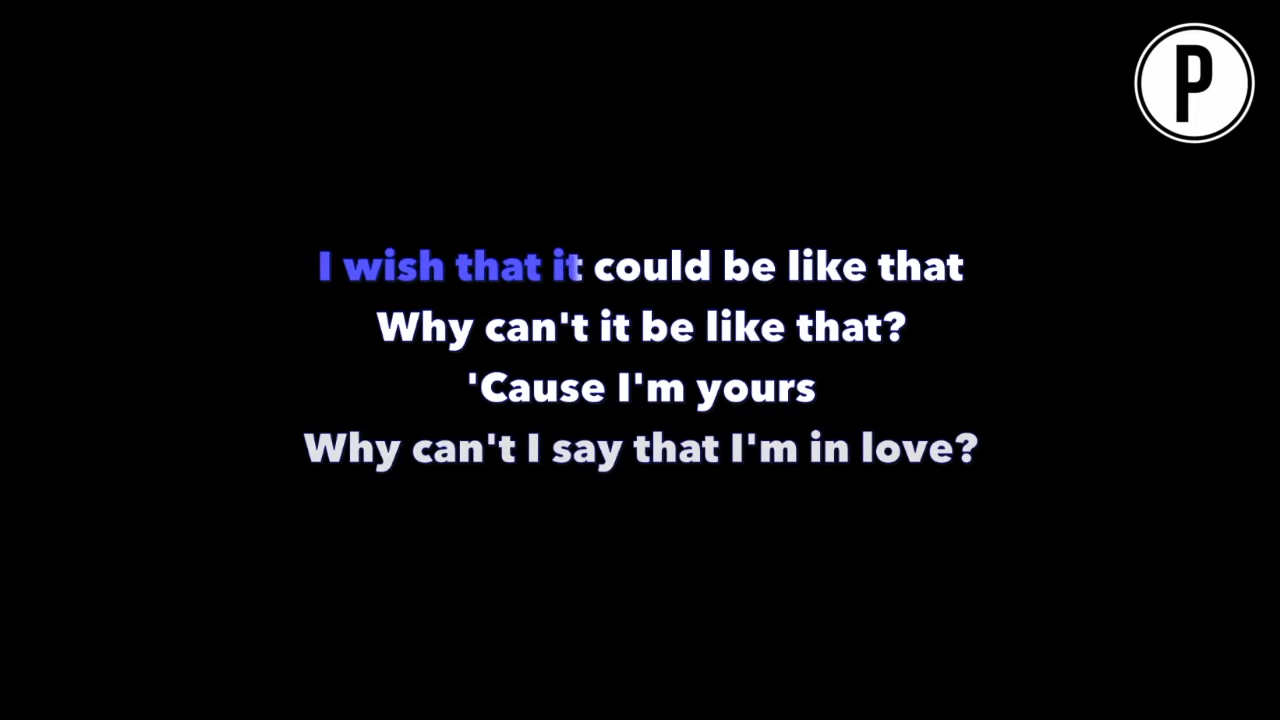 P
I wish that it could be like that
Why can't it be like that?
'Cause I'm yours
Why can't I say that I'm in love?